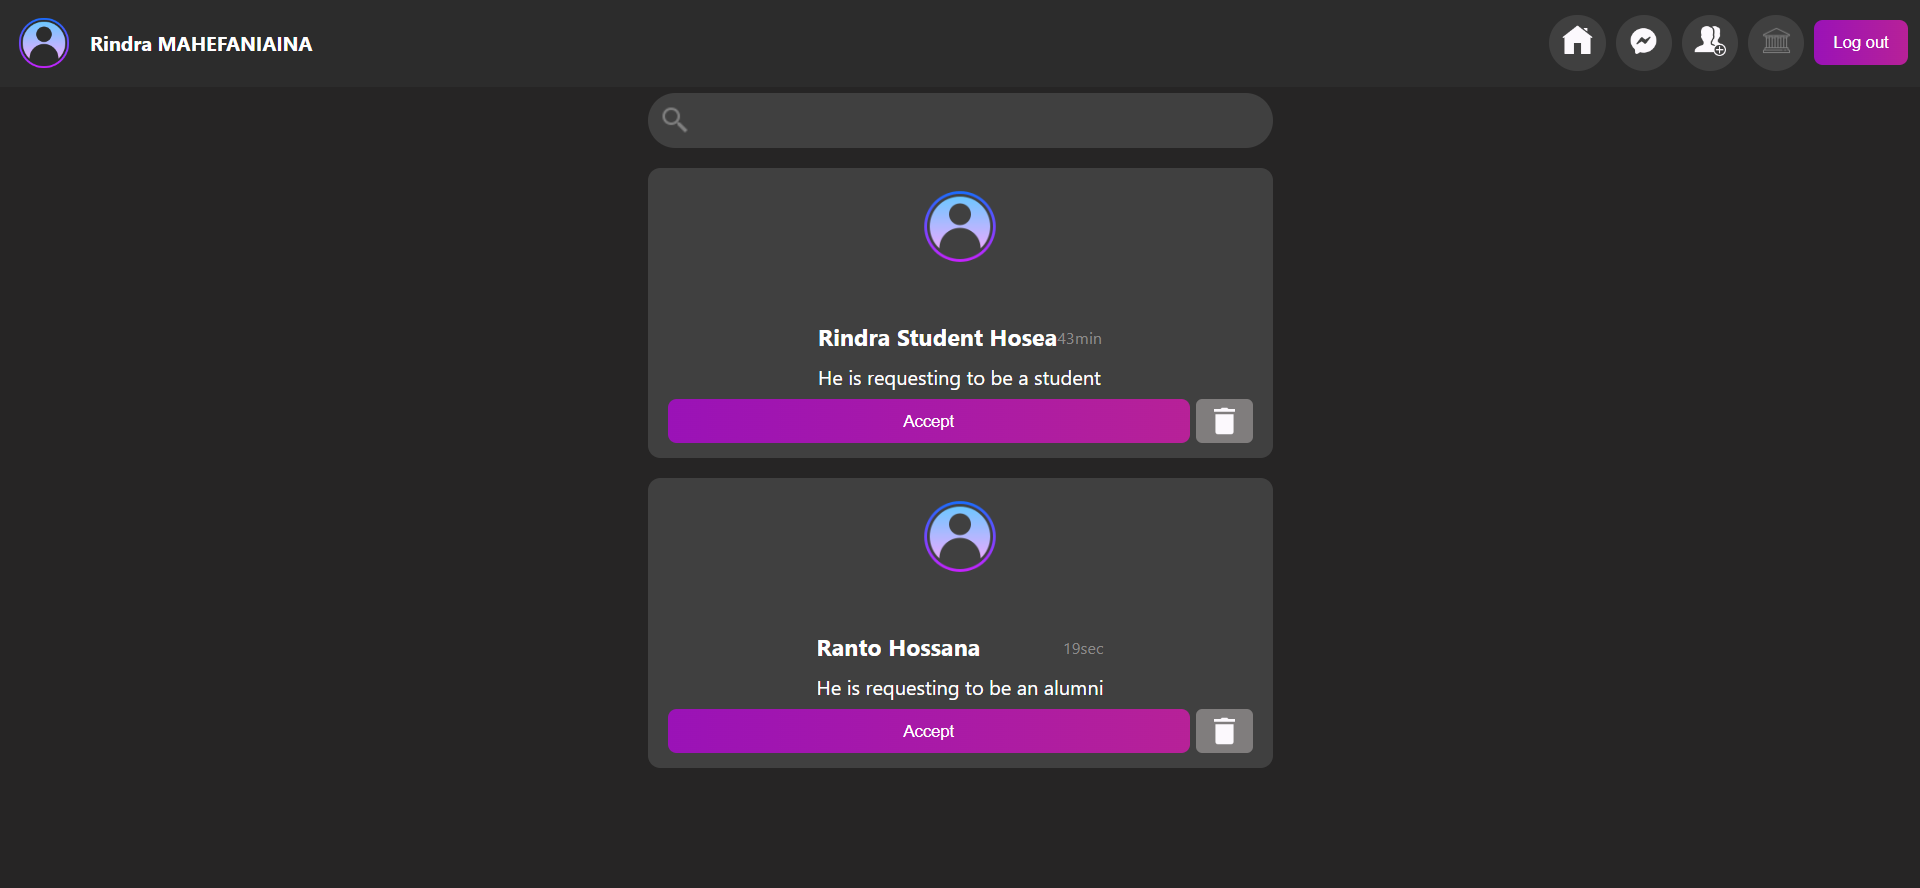 Rindra MAHEFANIAINA
Log out
Rindra Student Hosea 43min
He is requesting to be a student
Accept
Ranto Hossana 19sec
He is requesting to be an alumni
Accept